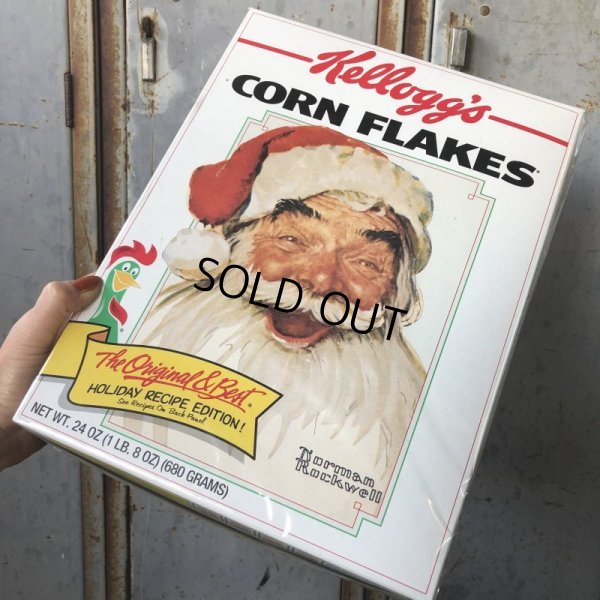 Kellogg's
CORN FLAKES®
SOLD OUT
The Original & Best®
HOLIDAY RECIPE EDITION!
See Recipes On Back Panel
NET WT. 24 OZ (1 LB. 8 OZ) (680 GRAMS)
Norman
Rockwell